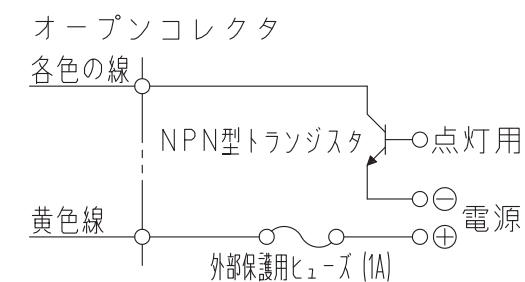 オープンコレクタ
各色の線
NPN型トランジスタ
点灯用
⊖
電源
黄色線
⊕
外部保護用ヒューズ(1A)